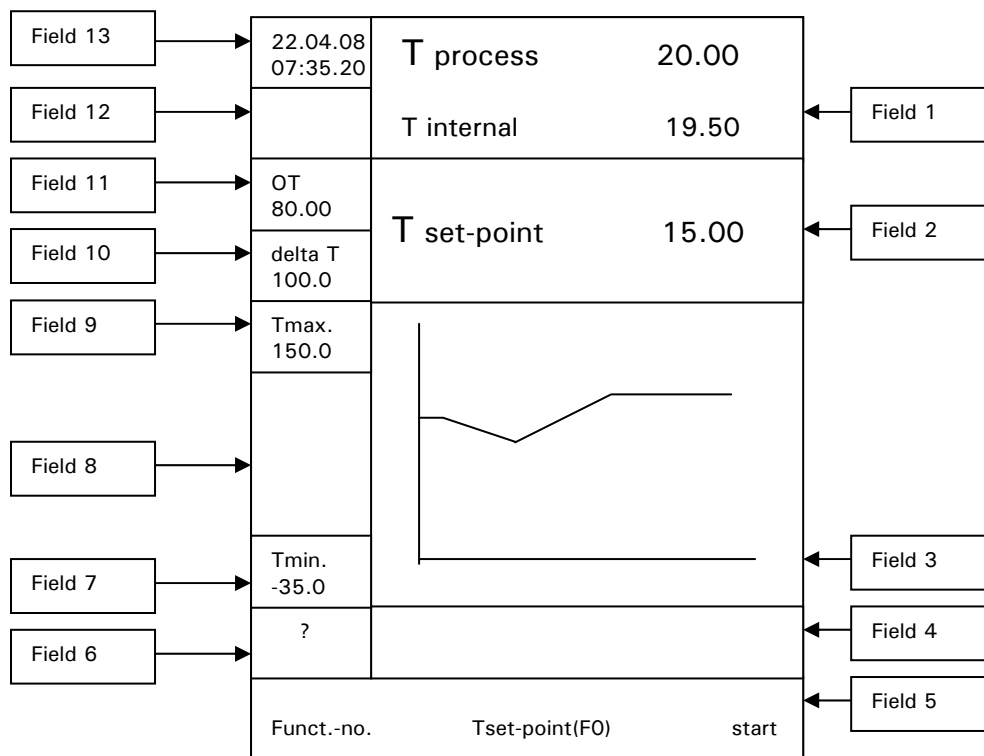 Field 13
Field 12
Field 11
Field 10
Field 9
Field 8
Field 7
Field 6
22.04.08
07:35.20
OT
80.00
delta T
100.0
Tmax.
150.0
Tmin.
-35.0
?
T process 20.00
T internal 19.50
T set-point 15.00
Funct.-no. Tset-point(F0) start
Field 1
Field 2
Field 3
Field 4
Field 5